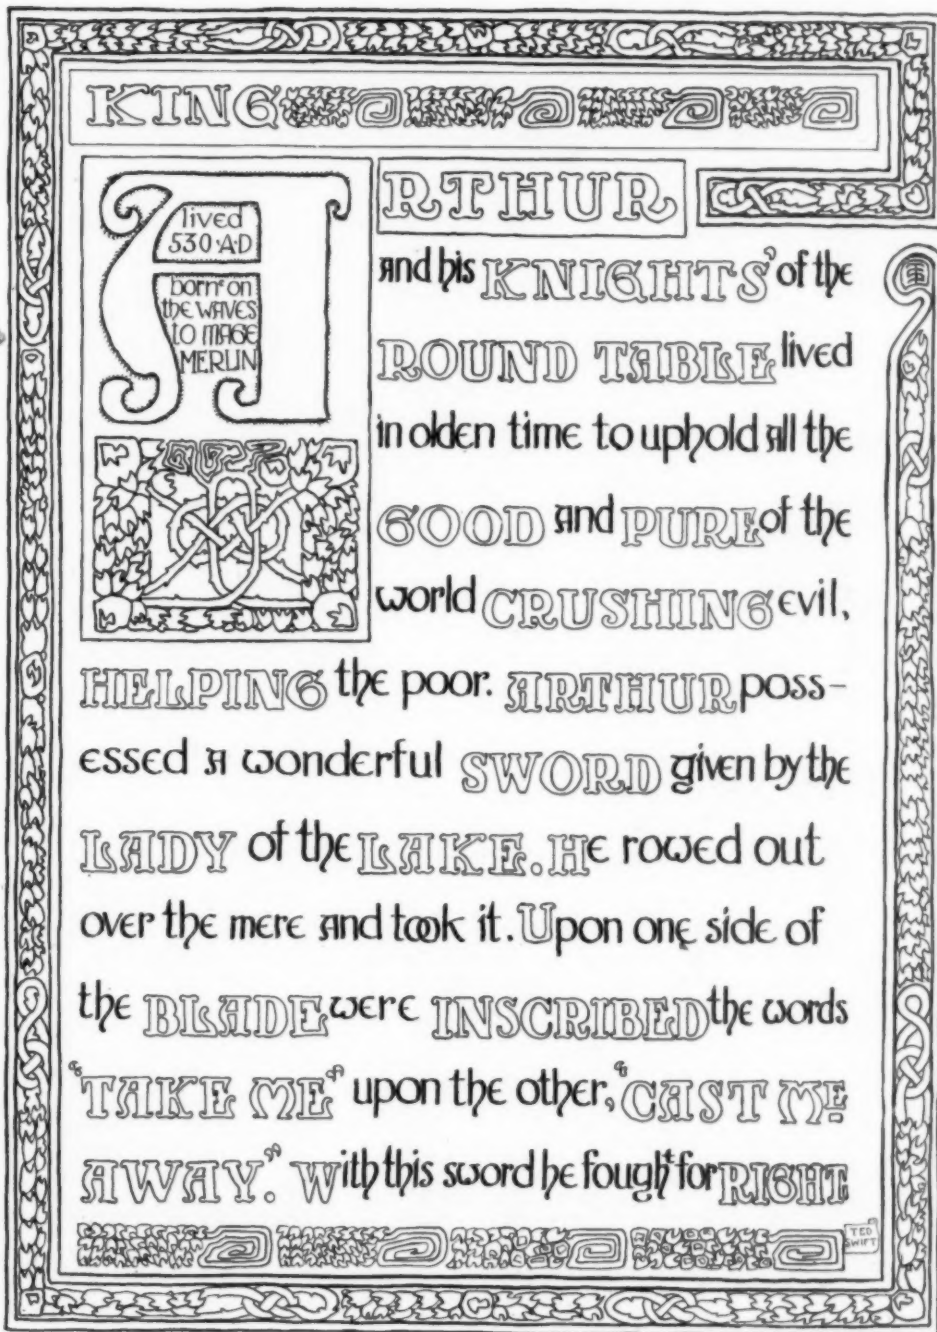 KING
ARTHUR
lived
530·A·D
borne on
the WAVES
to MAGE
MERLIN
and his KNIGHTS' of the
ROUND TABLE lived
in olden time to uphold all the
GOOD and PURE of the
world CRUSHING evil,
HELPING the poor. ARTHUR poss-
essed a wonderful SWORD given by the
LADY of the LAKE. He rowed out
over the mere and took it. Upon one side of
the BLADE were INSCRIBED the words
"TAKE ME" upon the other, "CAST ME
AWAY." With this sword he fought for RIGHT
TED
SWIFT